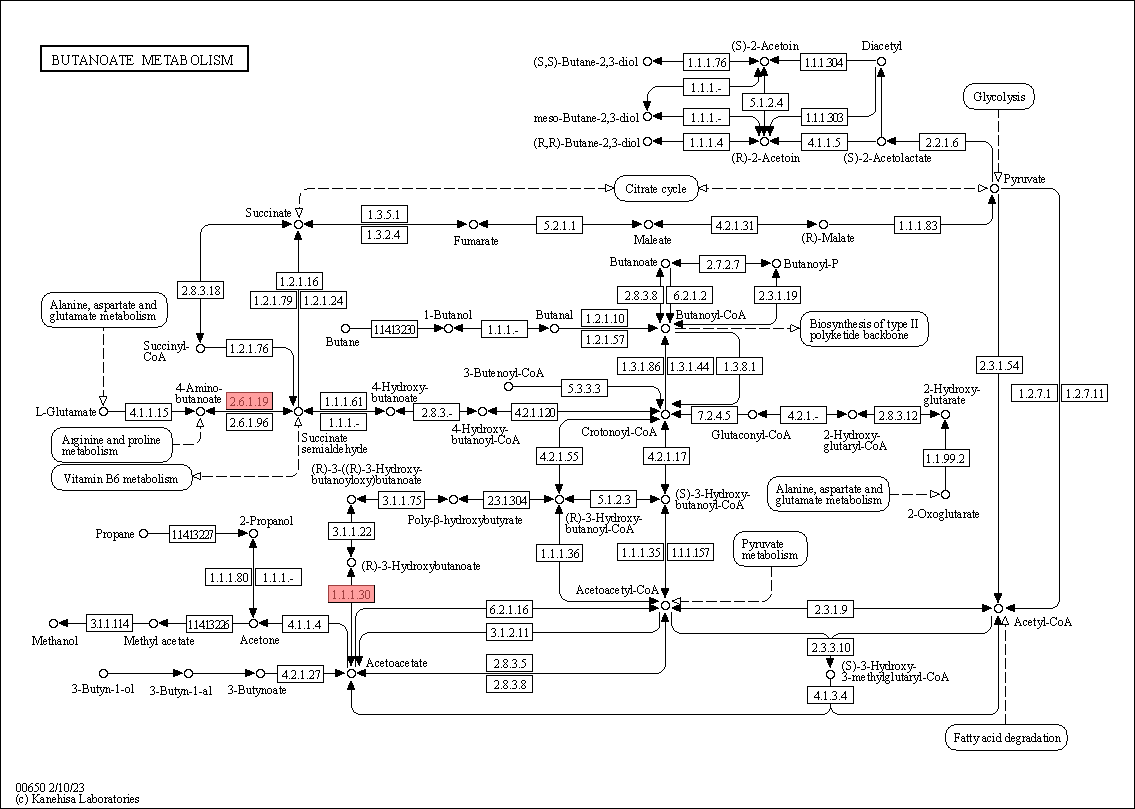 BUTANOATE METABOLISM
(S)-2-Acetoin
Diacetyl
(S,S)-Butane-2,3-diol
1.1.1.76
1.1.1.304
1.1.1.-
5.1.2.4
Glycolysis
meso-Butane-2,3-diol
1.1.1.-
1.1.1.303
(R,R)-Butane-2,3-diol
1.1.1.4
4.1.1.5
2.2.1.6
(R)-2-Acetoin
(S)-2-Acetolactate
Pyruvate
Citrate cycle
Succinate
1.3.5.1
1.3.2.4
Fumarate
5.2.1.1
Maleate
4.2.1.31
(R)-Malate
1.1.1.83
Butanoate
2.7.2.7
Butanoyl-P
2.8.3.18
1.2.1.16
1.2.1.79
1.2.1.24
2.8.3.8
6.2.1.2
2.3.1.19
Alanine, aspartate and
glutamate metabolism
1-Butanol
Butanal
1.2.1.10
Butanoyl-CoA
Butane
11413230
1.1.1.-
1.2.1.57
Biosynthesis of type II
polyketide backbone
Succinyl-
CoA
1.2.1.76
1.3.1.86
1.3.1.44
1.3.8.1
2.3.1.54
3-Butenoyl-CoA
5.3.3.3
1.2.7.1
1.2.7.11
4-Amino-
butanoate
2.6.1.19
1.1.1.61
4-Hydroxy-
butanoate
2-Hydroxy-
glutarate
L-Glutamate
4.1.1.15
2.6.1.96
1.1.1.-
2.8.3.-
4.2.1.120
7.2.4.5
4.2.1.-
2.8.3.12
Arginine and proline
metabolism
Succinate
semialdehyde
4-Hydroxy-
butanoyl-CoA
Crotonoyl-CoA
Glutaconyl-CoA
2-Hydroxy-
glutaryl-CoA
4.2.1.55
4.2.1.17
1.1.99.2
Vitamin B6 metabolism
(R)-3-((R)-3-Hydroxy-
butanoyloxy)butanoate
3.1.1.75
2.3.1.304
5.1.2.3
(S)-3-Hydroxy-
butanoyl-CoA
Alanine, aspartate and
glutamate metabolism
2-Oxoglutarate
Poly-β-hydroxybutyrate
(R)-3-Hydroxy-
butanoyl-CoA
2-Propanol
Propane
11413227
3.1.1.22
1.1.1.36
1.1.1.35
1.1.1.157
Pyruvate
metabolism
(R)-3-Hydroxybutanoate
1.1.1.80
1.1.1.-
1.1.1.30
Acetoacetyl-CoA
6.2.1.16
2.3.1.9
3.1.1.114
11413226
4.1.1.4
3.1.2.11
Acetyl-CoA
Methanol
Methyl acetate
Acetone
2.3.3.10
Acetoacetate
2.8.3.5
2.8.3.8
(S)-3-Hydroxy-
3-methylglutaryl-CoA
4.2.1.27
3-Butyn-1-ol
3-Butyn-1-al
3-Butynoate
4.1.3.4
Fatty acid degradation
00650 2/10/23
(c) Kanehisa Laboratories